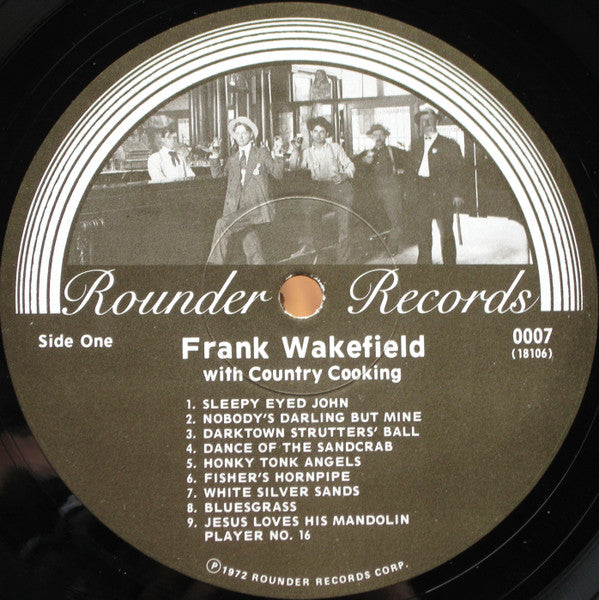 Rounder Records
Side One
Frank Wakefield
with Country Cooking
0007
(18106)
1. SLEEPY EYED JOHN
2. NOBODY'S DARLING BUT MINE
3. DARKTOWN STRUTTERS' BALL
4. DANCE OF THE SANDCRAB
5. HONKY TONK ANGELS
6. FISHER'S HORNPIPE
7. WHITE SILVER SANDS
8. BLUESGRASS
9. JESUS LOVES HIS MANDOLIN
PLAYER NO. 16
Ⓟ1972 ROUNDER RECORDS CORP.